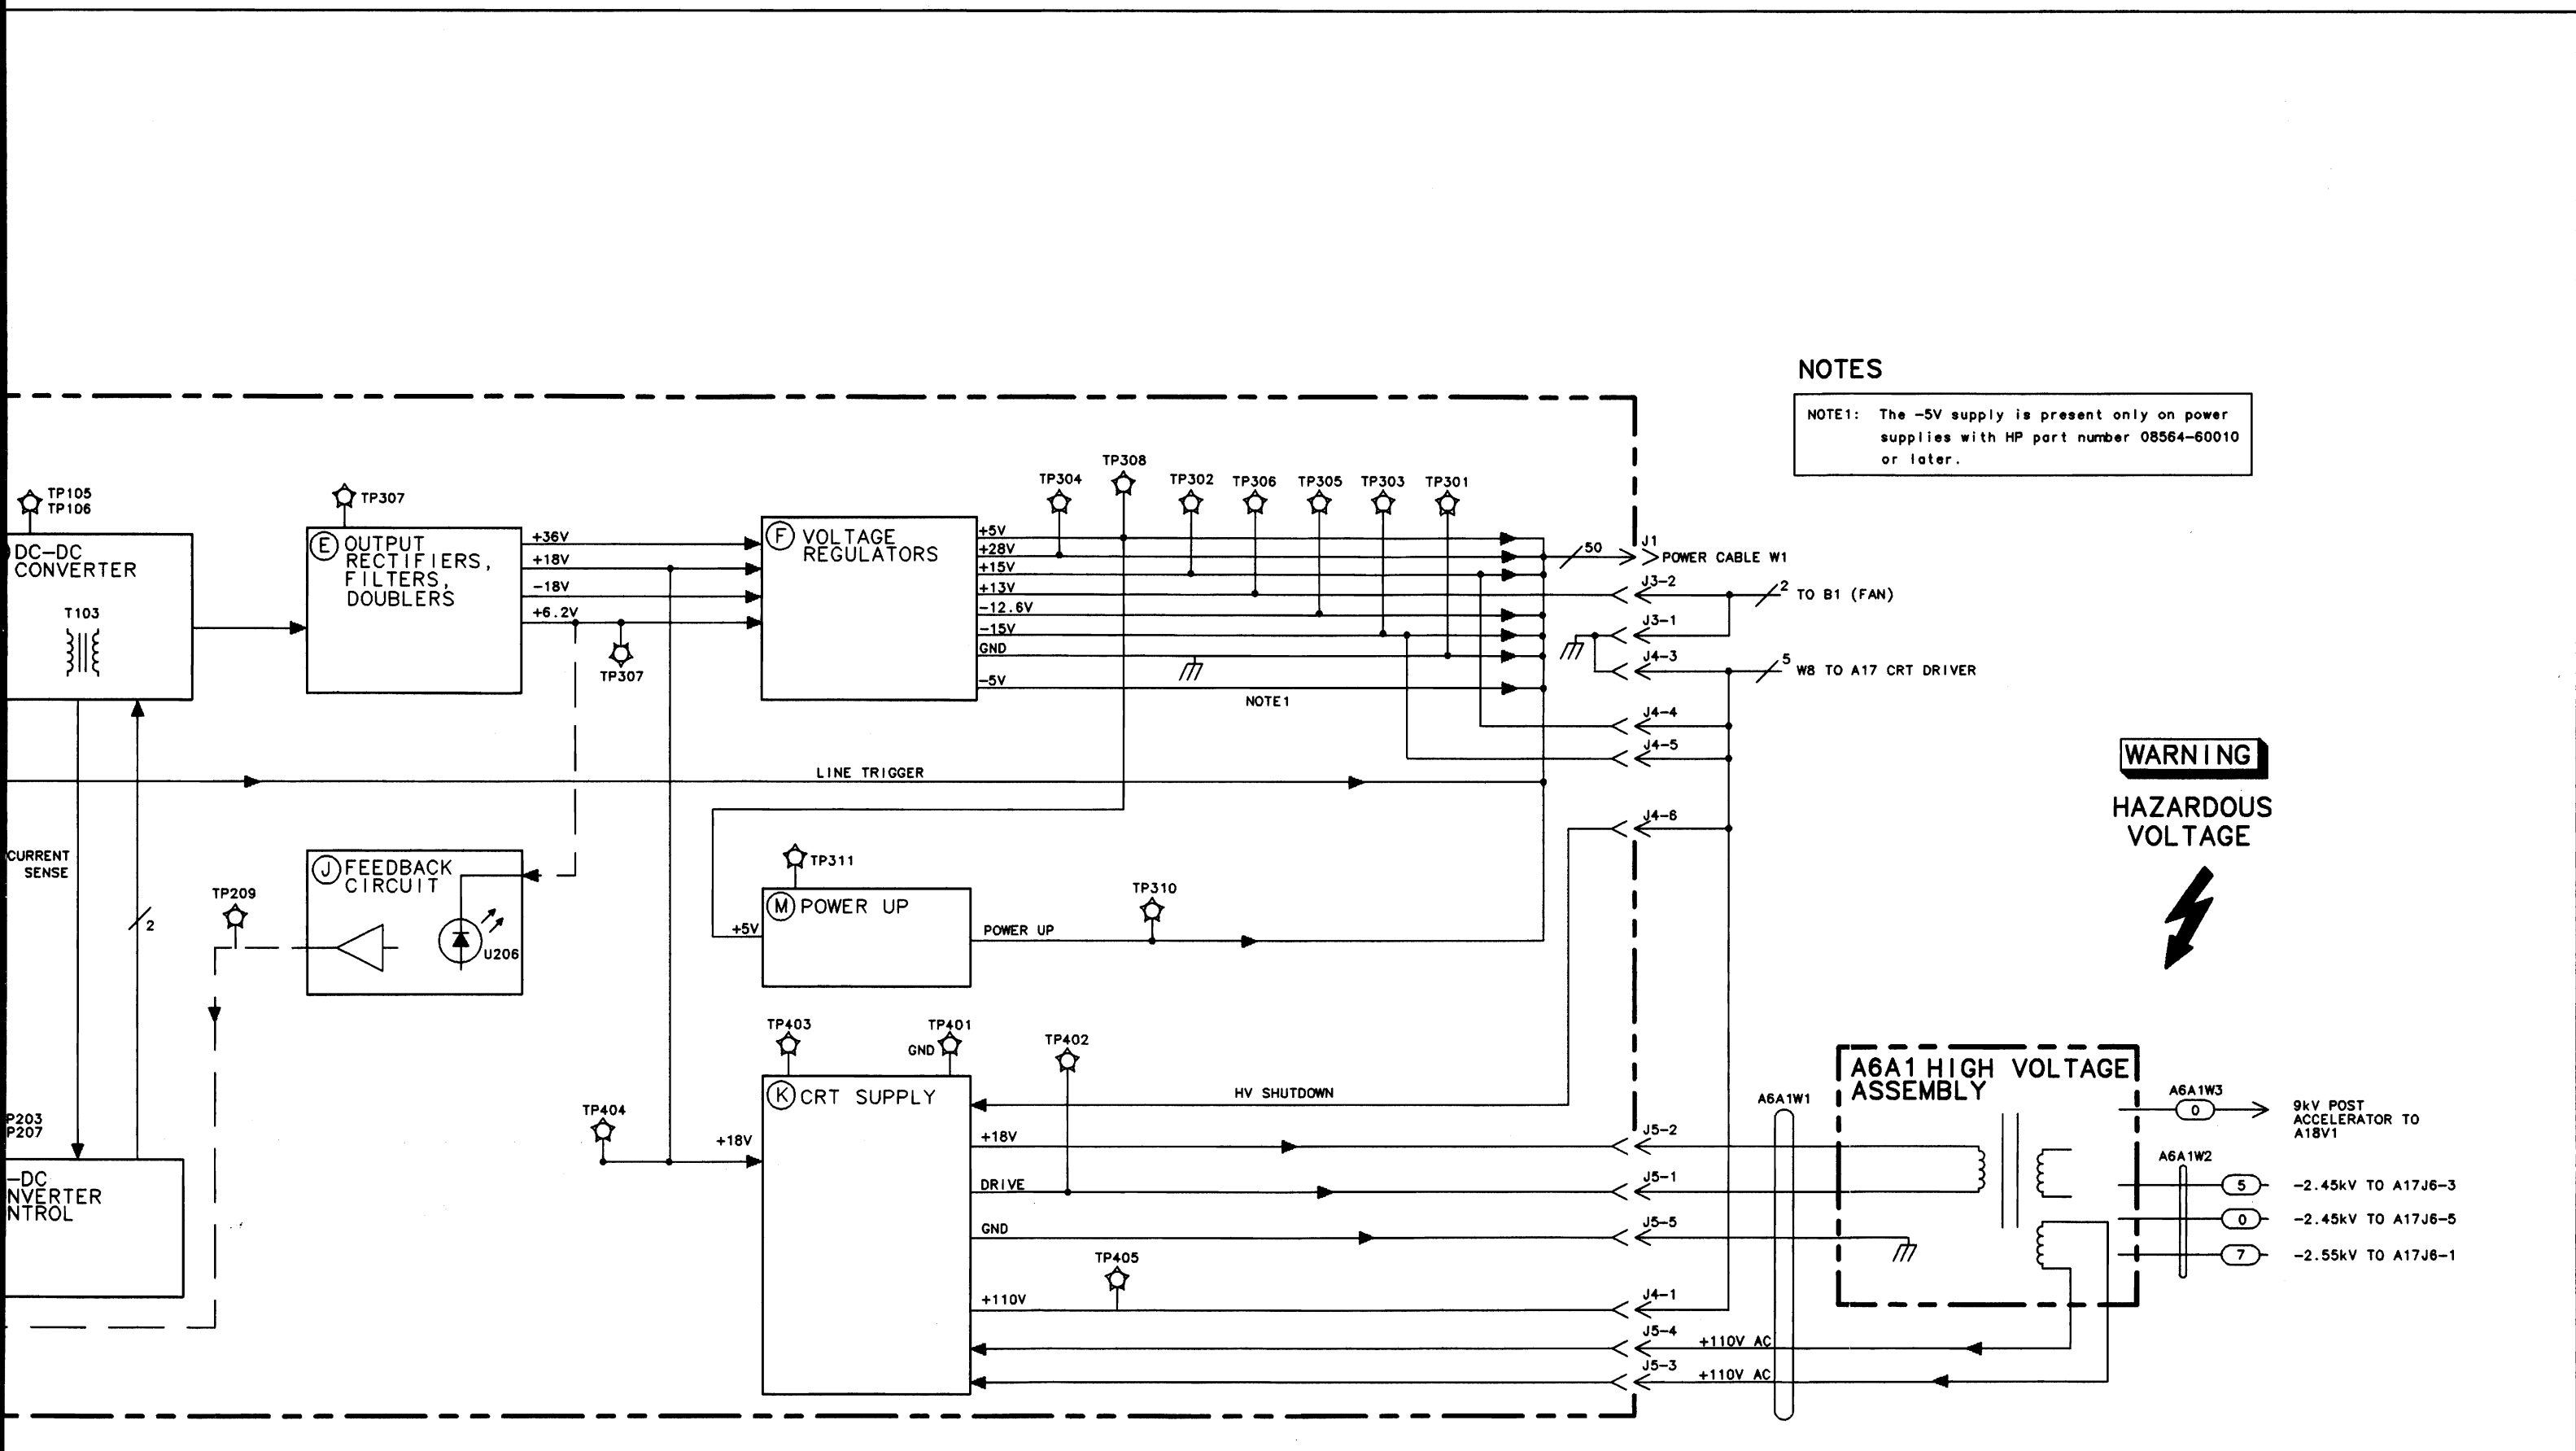 NOTES
NOTE1: The -5V supply is present only on power
supplies with HP part number 08564-60010
or later.
TP105
TP106
DC-DC
CONVERTER
T103
TP307
E OUTPUT
RECTIFIERS,
FILTERS,
DOUBLERS
+36V
+18V
-18V
+6.2V
TP307
F VOLTAGE
REGULATORS
+5V
+28V
+15V
+13V
-12.6V
-15V
GND
-5V
NOTE1
TP304
TP308
TP302
TP306
TP305
TP303
TP301
50
J1
POWER CABLE W1
J3-2
2
TO B1 (FAN)
J3-1
J4-3
5
W8 TO A17 CRT DRIVER
J4-4
J4-5
LINE TRIGGER
J4-6
WARNING
HAZARDOUS
VOLTAGE
CURRENT
SENSE
2
TP209
J FEEDBACK
CIRCUIT
U206
TP311
M POWER UP
+5V
POWER UP
TP310
P203
P207
-DC
NVERTER
NTROL
TP404
+18V
TP403
TP401
GND
TP402
K CRT SUPPLY
HV SHUTDOWN
+18V
DRIVE
GND
TP405
+110V
J5-2
J5-1
J5-5
J4-1
J5-4
+110V AC
J5-3
+110V AC
A6A1W1
A6A1 HIGH VOLTAGE
ASSEMBLY
A6A1W3
0
9kV POST
ACCELERATOR TO
A18V1
A6A1W2
5
-2.45kV TO A17J6-3
0
-2.45kV TO A17J6-5
7
-2.55kV TO A17J6-1